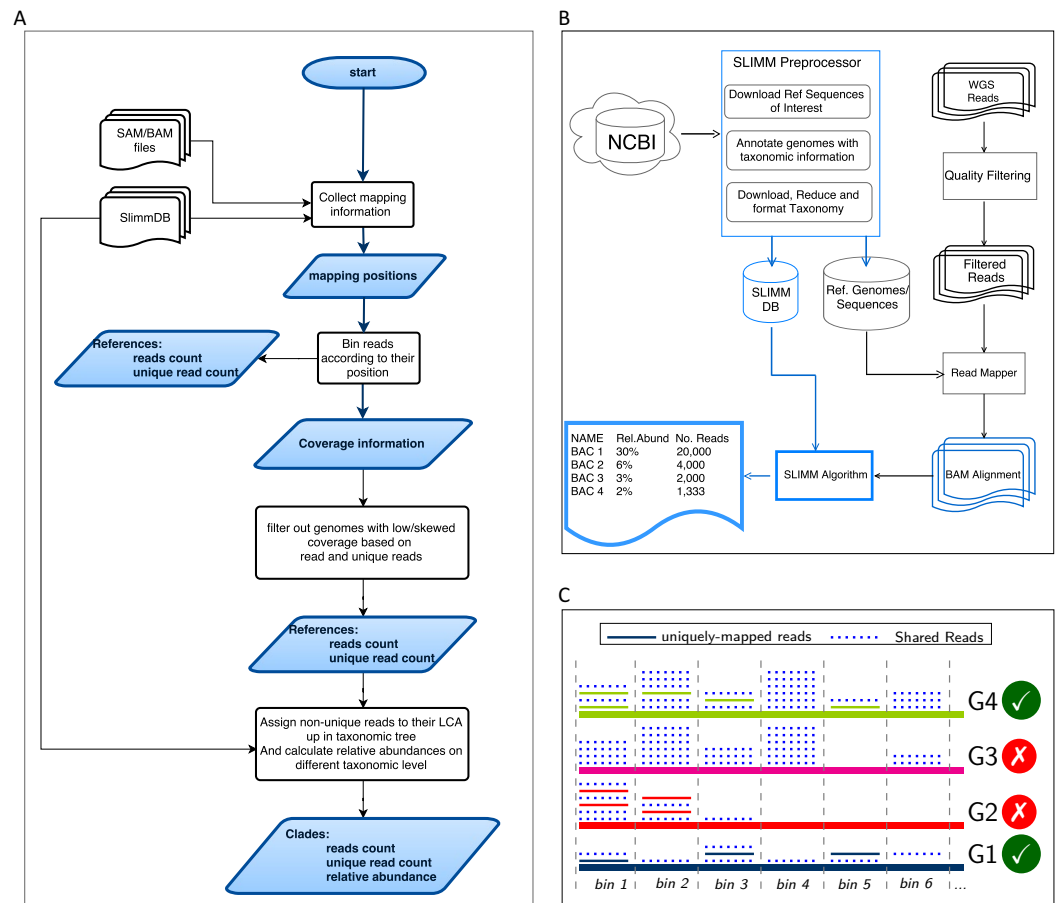 A
start
SAM/BAM
files
SlimmDB
Collect mapping
information
mapping positions
Bin reads
according to their
position
References:
reads count
unique read count
Coverage information
filter out genomes with low/skewed
coverage based on
read and unique reads
References:
reads count
unique read count
Assign non-unique reads to their LCA
up in taxonomic tree
And calculate relative abundances on
different taxonomic level
Clades:
reads count
unique read count
relative abundance
B
NCBI
SLIMM Preprocessor
Download Ref Sequences
of Interest
Annotate genomes with
taxonomic information
Download, Reduce and
format Taxonomy
WGS
Reads
Quality Filtering
Filtered
Reads
SLIMM
DB
Ref. Genomes/
Sequences
Read Mapper
BAM Alignment
SLIMM Algorithm
NAME Rel.Abund No. Reads
BAC 1 30% 20,000
BAC 2 6% 4,000
BAC 3 3% 2,000
BAC 4 2% 1,333
C
uniquely-mapped reads Shared Reads
G4
G3
G2
G1
bin 1 bin 2 bin 3 bin 4 bin 5 bin 6 ...